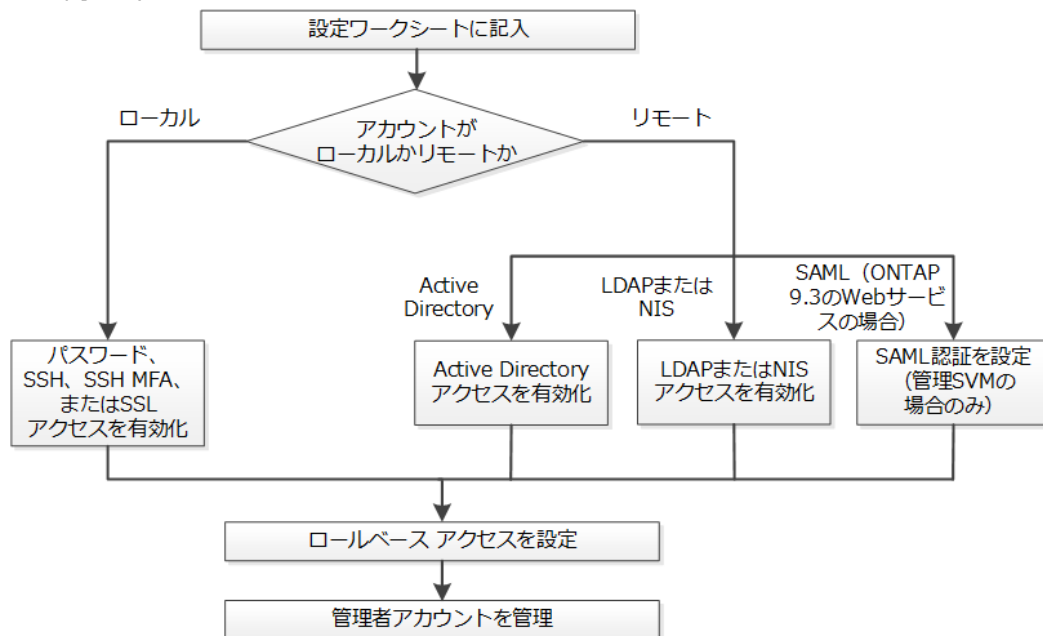 設定ワークシートに記入
ローカル
アカウントが
ローカルかリモートか
リモート
Active
Directory
LDAPまたは
NIS
SAML（ONTAP
9.3のWebサービ
スの場合）
パスワード、
SSH、SSH MFA、
またはSSL
アクセスを有効化
Active Directory
アクセスを有効化
LDAPまたはNIS
アクセスを有効化
SAML認証を設定
（管理SVMの
場合のみ）
ロールベース アクセスを設定
管理者アカウントを管理